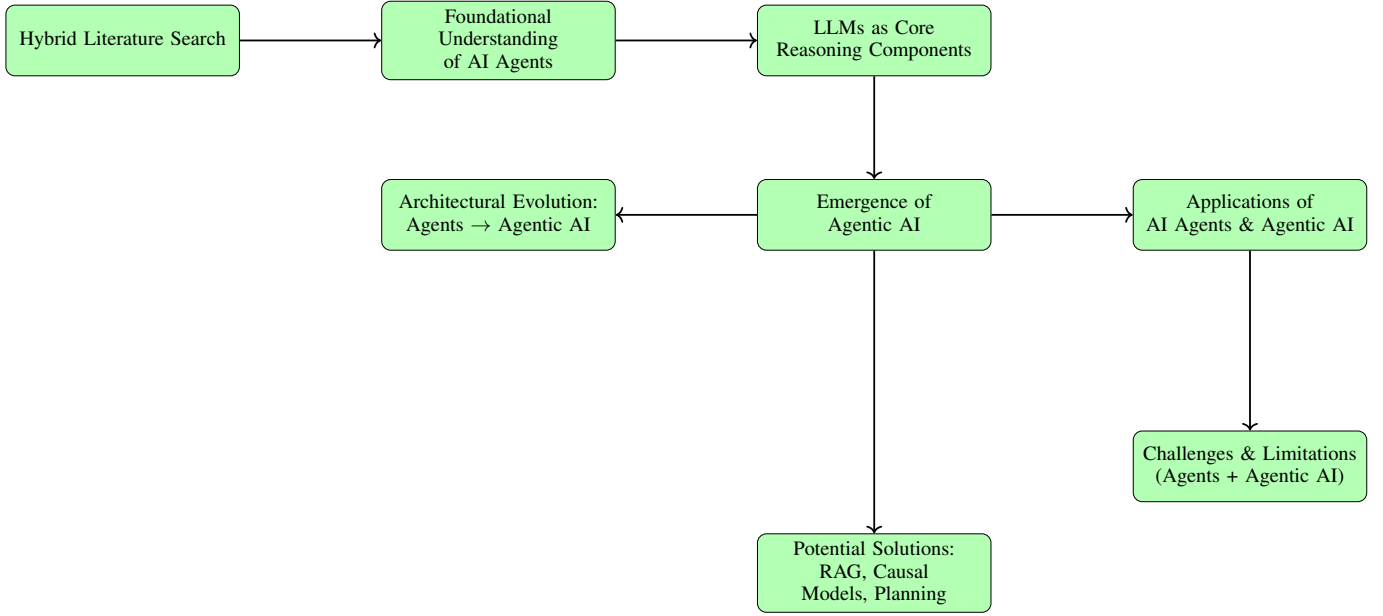 Hybrid Literature Search
Foundational
Understanding
of AI Agents
LLMs as Core
Reasoning Components
Architectural Evolution:
Agents → Agentic AI
Emergence of
Agentic AI
Applications of
AI Agents & Agentic AI
Challenges & Limitations
(Agents + Agentic AI)
Potential Solutions:
RAG, Causal
Models, Planning